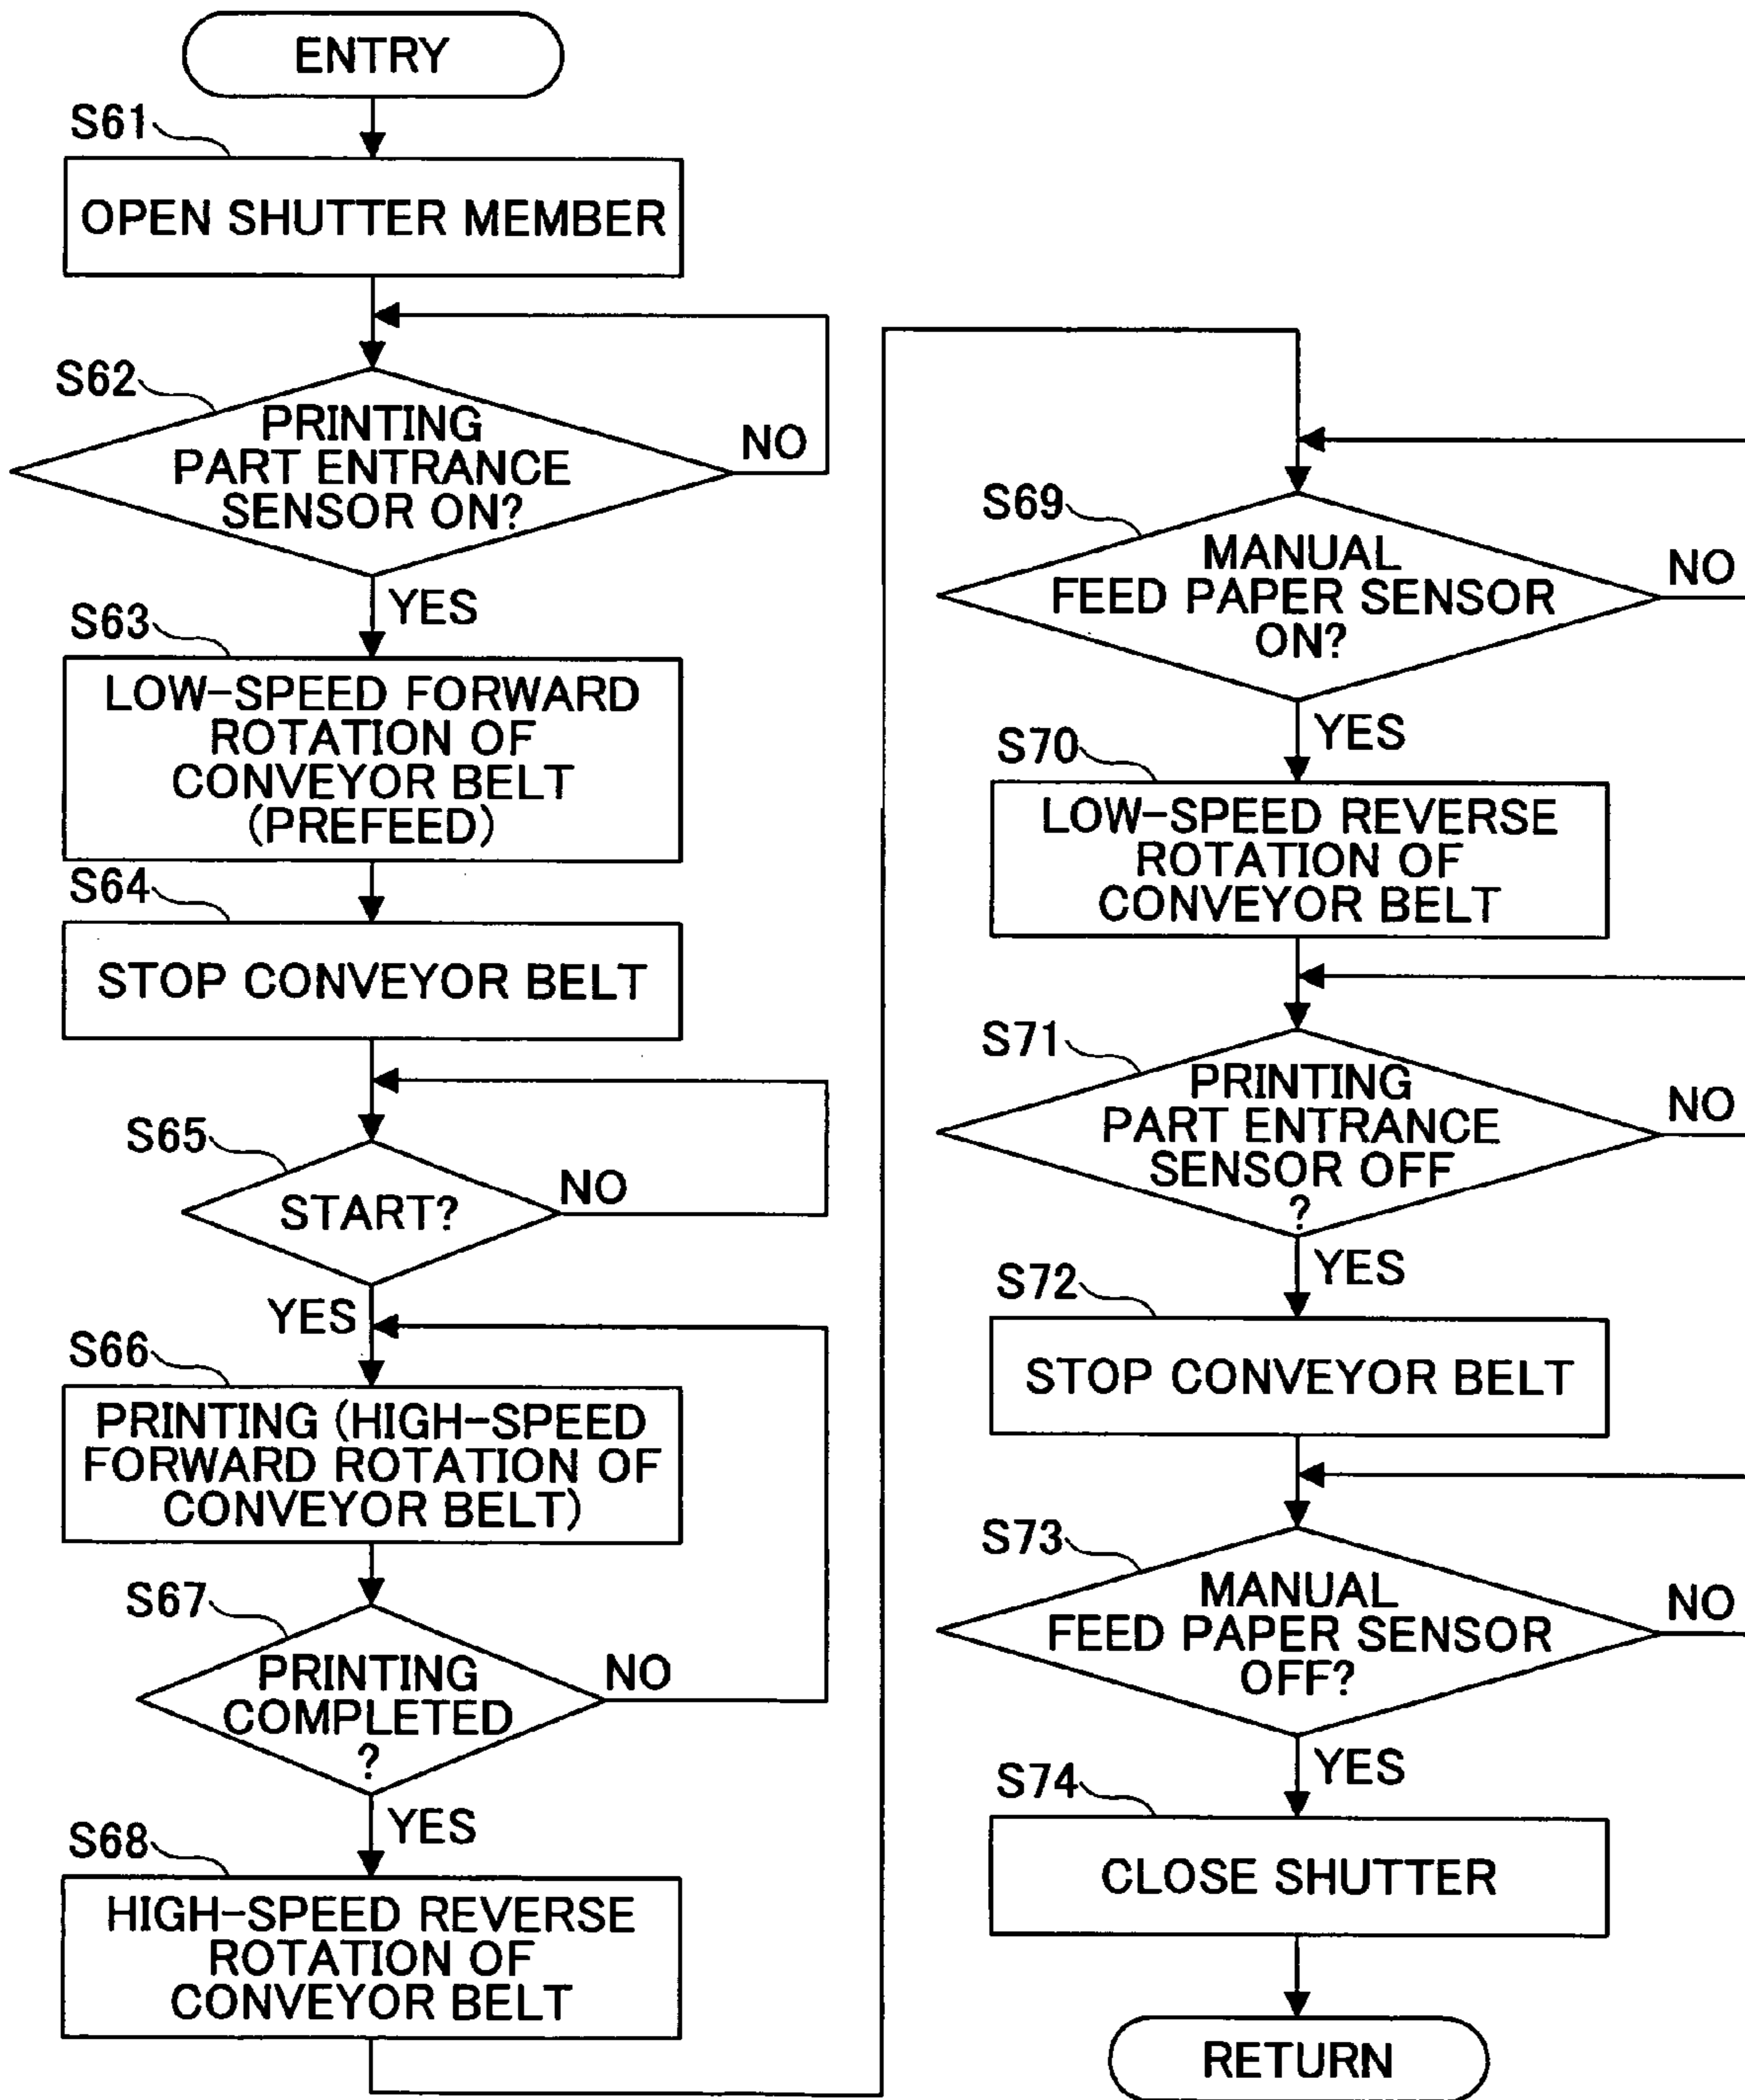 ENTRY
S61
OPEN SHUTTER MEMBER
S62
PRINTING
PART ENTRANCE
SENSOR ON?
NO
YES
S63
LOW-SPEED FORWARD
ROTATION OF
CONVEYOR BELT
(PREFEED)
S64
STOP CONVEYOR BELT
S65
START?
NO
YES
S66
PRINTING (HIGH-SPEED
FORWARD ROTATION OF
CONVEYOR BELT)
S67
PRINTING
COMPLETED
?
NO
YES
S68
HIGH-SPEED REVERSE
ROTATION OF
CONVEYOR BELT
S69
MANUAL
FEED PAPER SENSOR
ON?
NO
YES
S70
LOW-SPEED REVERSE
ROTATION OF
CONVEYOR BELT
S71
PRINTING
PART ENTRANCE
SENSOR OFF
?
NO
YES
S72
STOP CONVEYOR BELT
S73
MANUAL
FEED PAPER SENSOR
OFF?
NO
YES
S74
CLOSE SHUTTER
RETURN